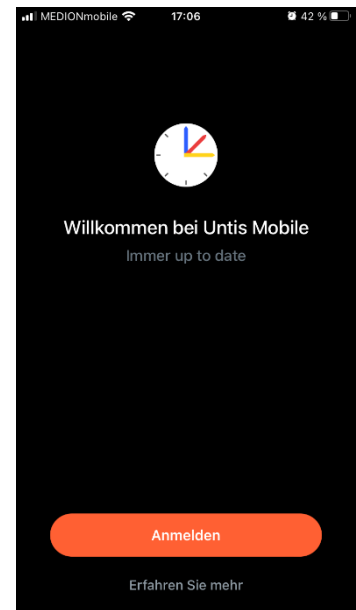 MEDIONmobile 17:06 42 %
Willkommen bei Untis Mobile
Immer up to date
Anmelden
Erfahren Sie mehr